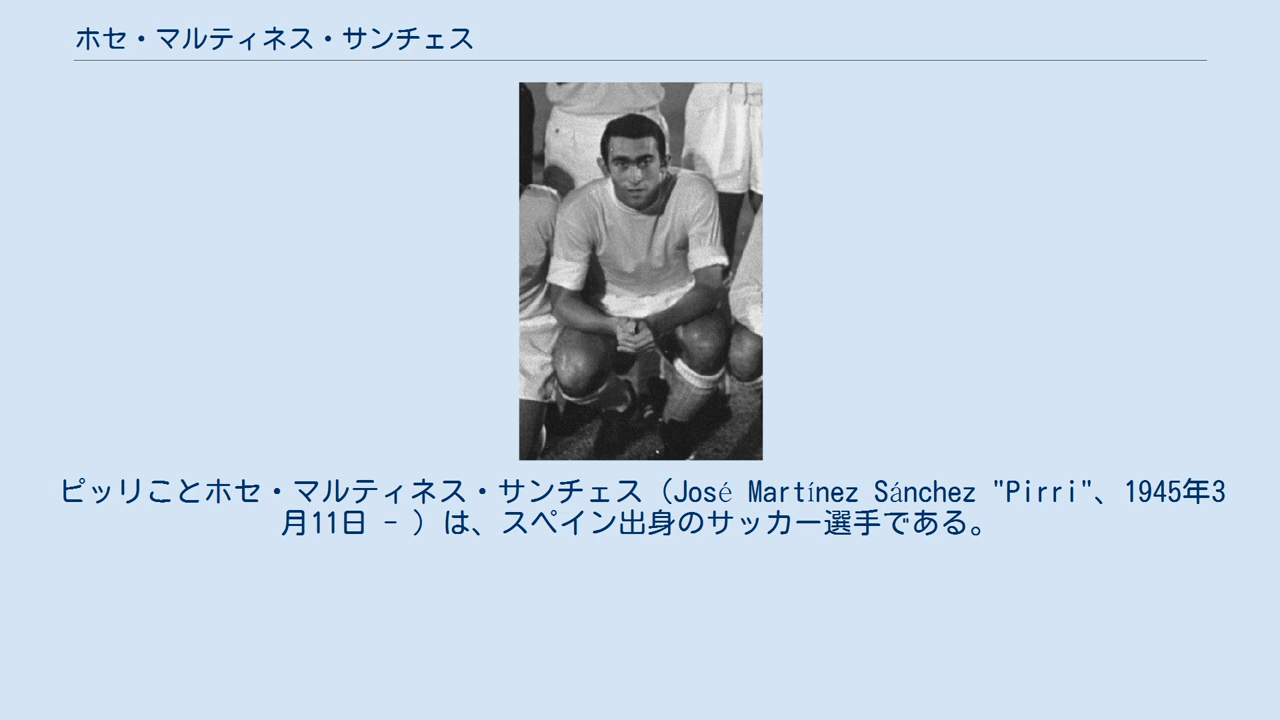 ホセ・マルティネス・サンチェス
ピッリことホセ・マルティネス・サンチェス（José Martínez Sánchez "Pirri"、1945年3
月11日 - ）は、スペイン出身のサッカー選手である。